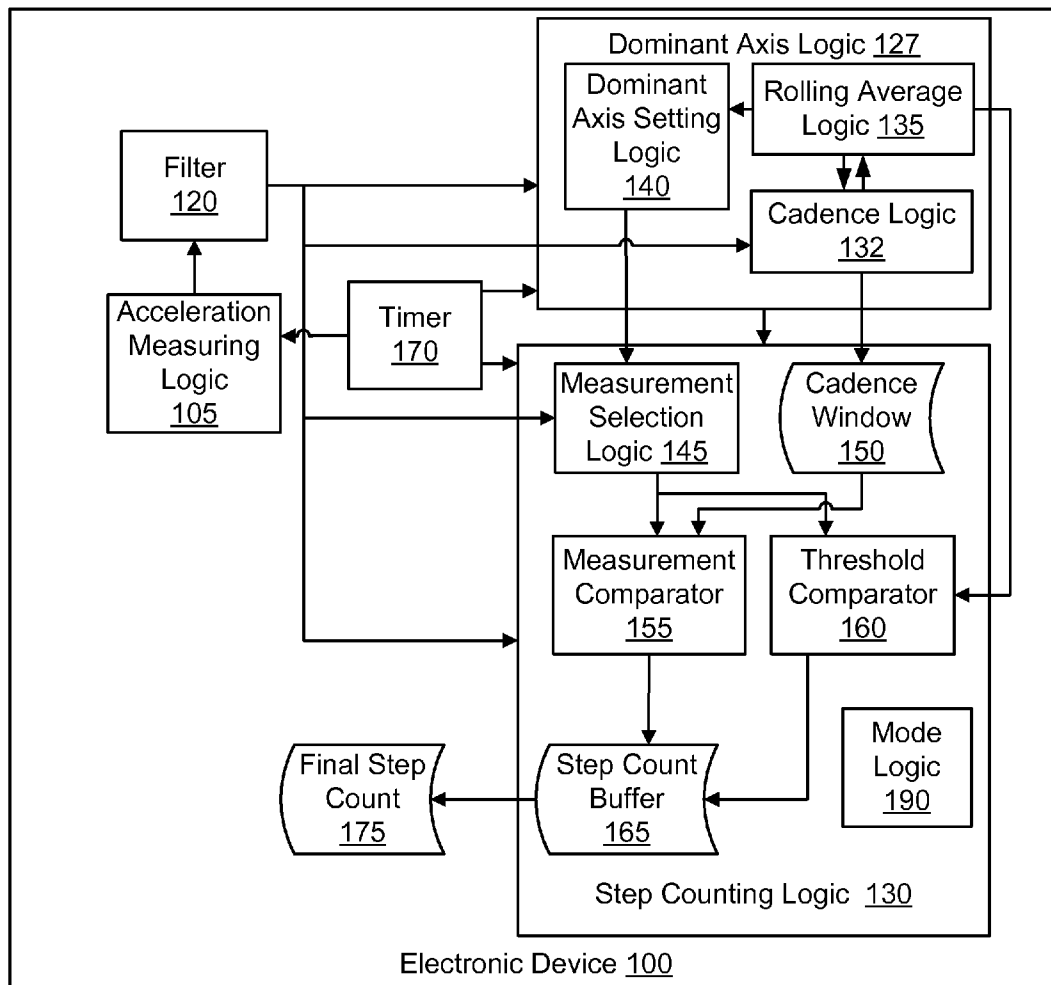 Dominant Axis Logic 127
Dominant
Axis Setting
Logic
140
Rolling Average
Logic 135
Filter
120
Cadence Logic
132
Acceleration
Measuring
Logic
105
Timer
170
Measurement
Selection
Logic 145
Cadence
Window
150
Measurement
Comparator
155
Threshold
Comparator
160
Mode
Logic
190
Final Step
Count
175
Step Count
Buffer
165
Step Counting Logic 130
Electronic Device 100